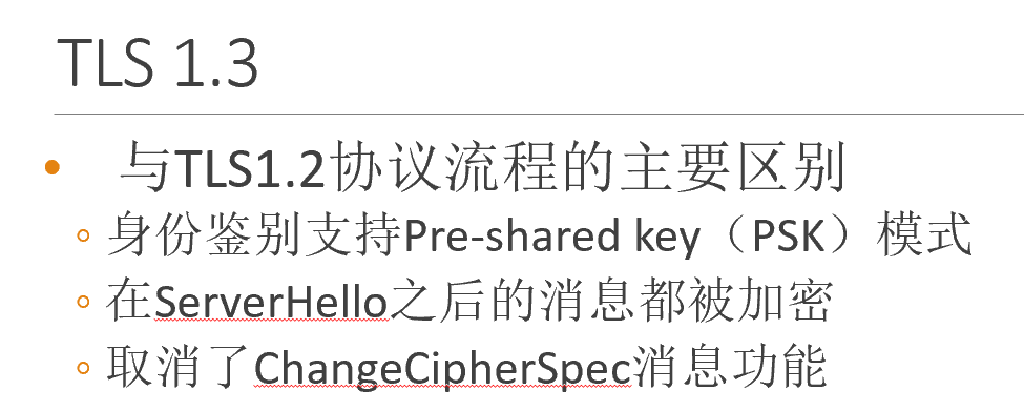 TLS 1.3
与TLS1.2协议流程的主要区别
身份鉴别支持Pre-shared key（PSK）模式
在ServerHello之后的消息都被加密
取消了ChangeCipherSpec消息功能